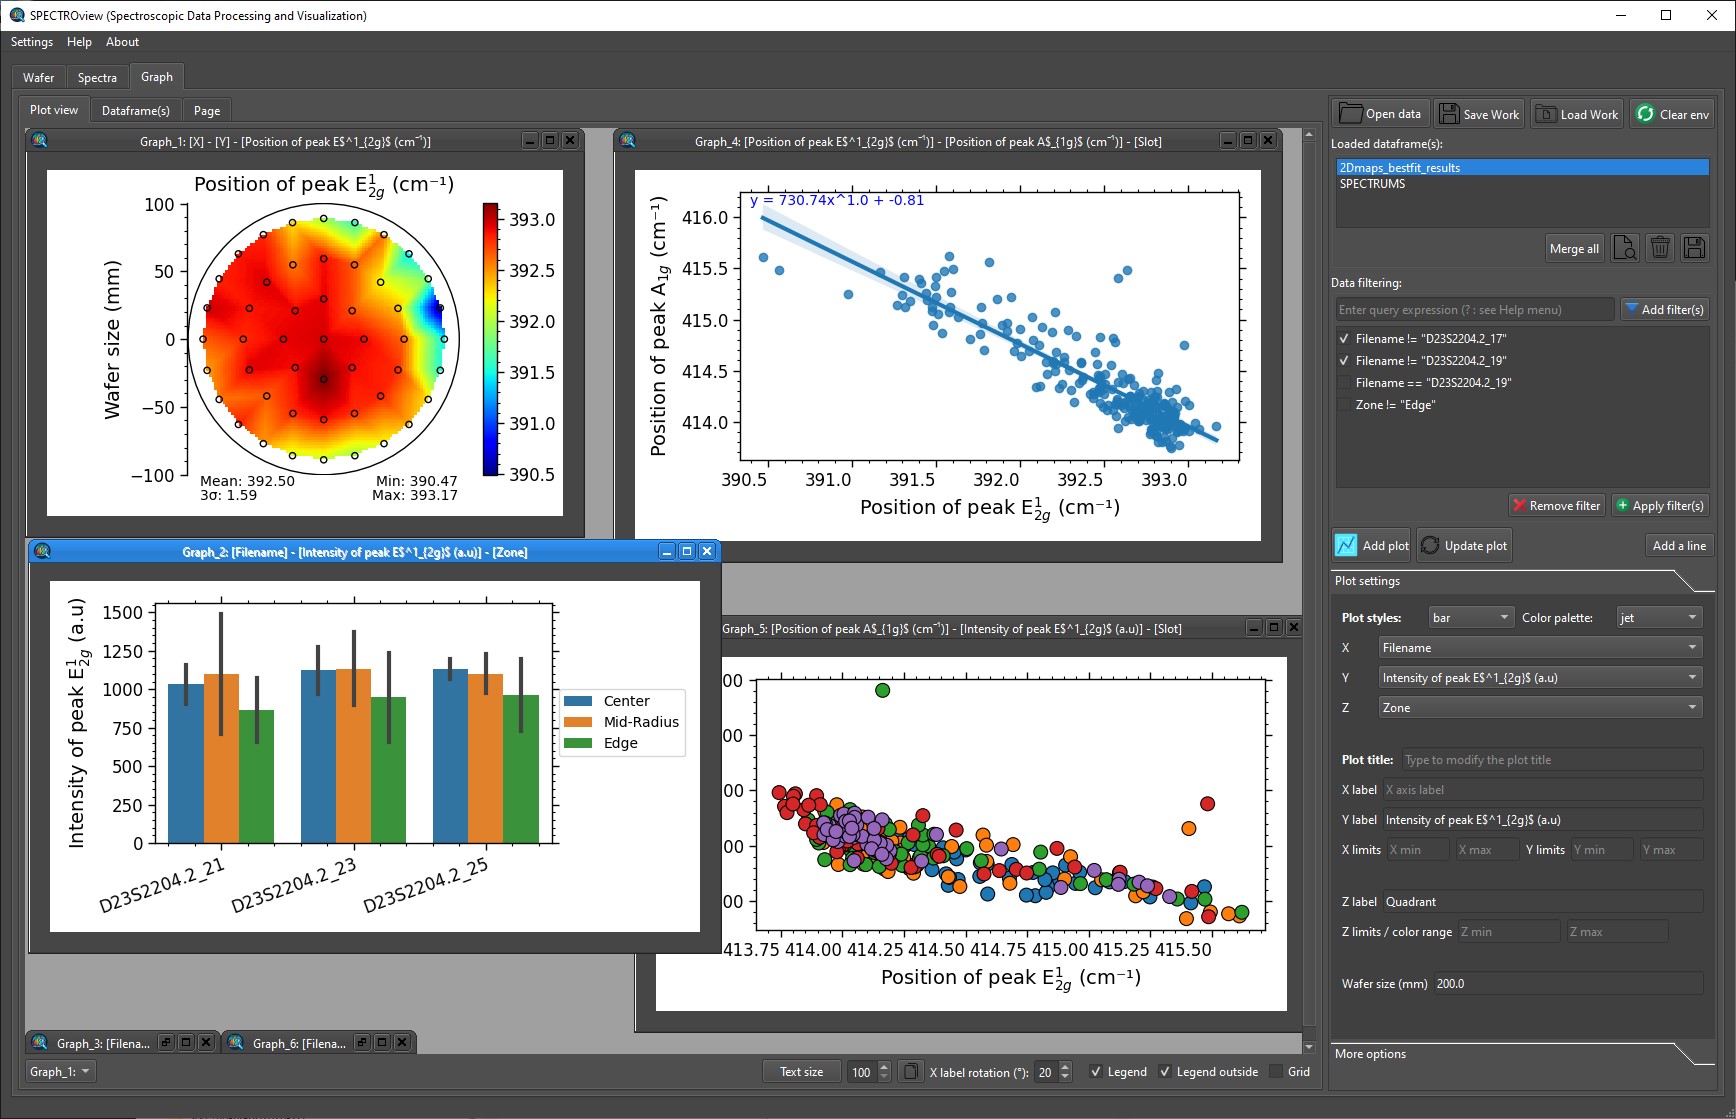 SPECTROview (Spectroscopic Data Processing and Visualization)
Settings Help About
Wafer Spectra Graph
Plot view Dataframe(s) Page
Graph_1: [X] - [Y] - [Position of peak E$^1_{2g}$ (cm⁻¹)]
Position of peak E¹₂g (cm⁻¹)
Wafer size (mm)
100
50
0
−50
−100
393.0
392.5
392.0
391.5
391.0
390.5
Mean: 392.50 Min: 390.47
3σ: 1.59 Max: 393.17
Graph_4: [Position of peak E$^1_{2g}$ (cm⁻¹)] - [Position of peak A$_{1g}$ (cm⁻¹)] - [Slot]
y = 730.74x^1.0 + -0.81
Position of peak A₁g (cm⁻¹)
416.0
415.5
415.0
414.5
414.0
390.5 391.0 391.5 392.0 392.5 393.0
Position of peak E¹₂g (cm⁻¹)
Graph_2: [Filename] - [Intensity of peak E$^1_{2g}$ (a.u)] - [Zone]
Intensity of peak E¹₂g (a.u)
1500
1250
1000
750
500
250
0
D23S2204.2_21 D23S2204.2_23 D23S2204.2_25
Center
Mid-Radius
Edge
Graph_5: [Position of peak A$_{1g}$ (cm⁻¹)] - [Intensity of peak E$^1_{2g}$ (a.u)] - [Slot]
00
00
00
00
00
413.75 414.00 414.25 414.50 414.75 415.00 415.25 415.50
Position of peak E¹₂g (cm⁻¹)
Graph_3: [Filena... Graph_6: [Filena...
Graph_1: Text size 100 X label rotation (°): 20 Legend Legend outside Grid
Open data Save Work Load Work Clear env
Loaded dataframe(s):
2Dmaps_bestfit_results
SPECTRUMS
Merge all
Data filtering:
Enter query expression (? : see Help menu) Add filter(s)
Filename != "D23S2204.2_17"
Filename != "D23S2204.2_19"
Filename == "D23S2204.2_19"
Zone != "Edge"
Remove filter Apply filter(s)
Add plot Update plot Add a line
Plot settings
Plot styles: bar Color palette: jet
X Filename
Y Intensity of peak E$^1_{2g}$ (a.u)
Z Zone
Plot title: Type to modify the plot title
X label X axis label
Y label Intensity of peak E$^1_{2g}$ (a.u)
X limits X min X max Y limits Y min Y max
Z label Quadrant
Z limits / color range Z min Z max
Wafer size (mm) 200.0
More options